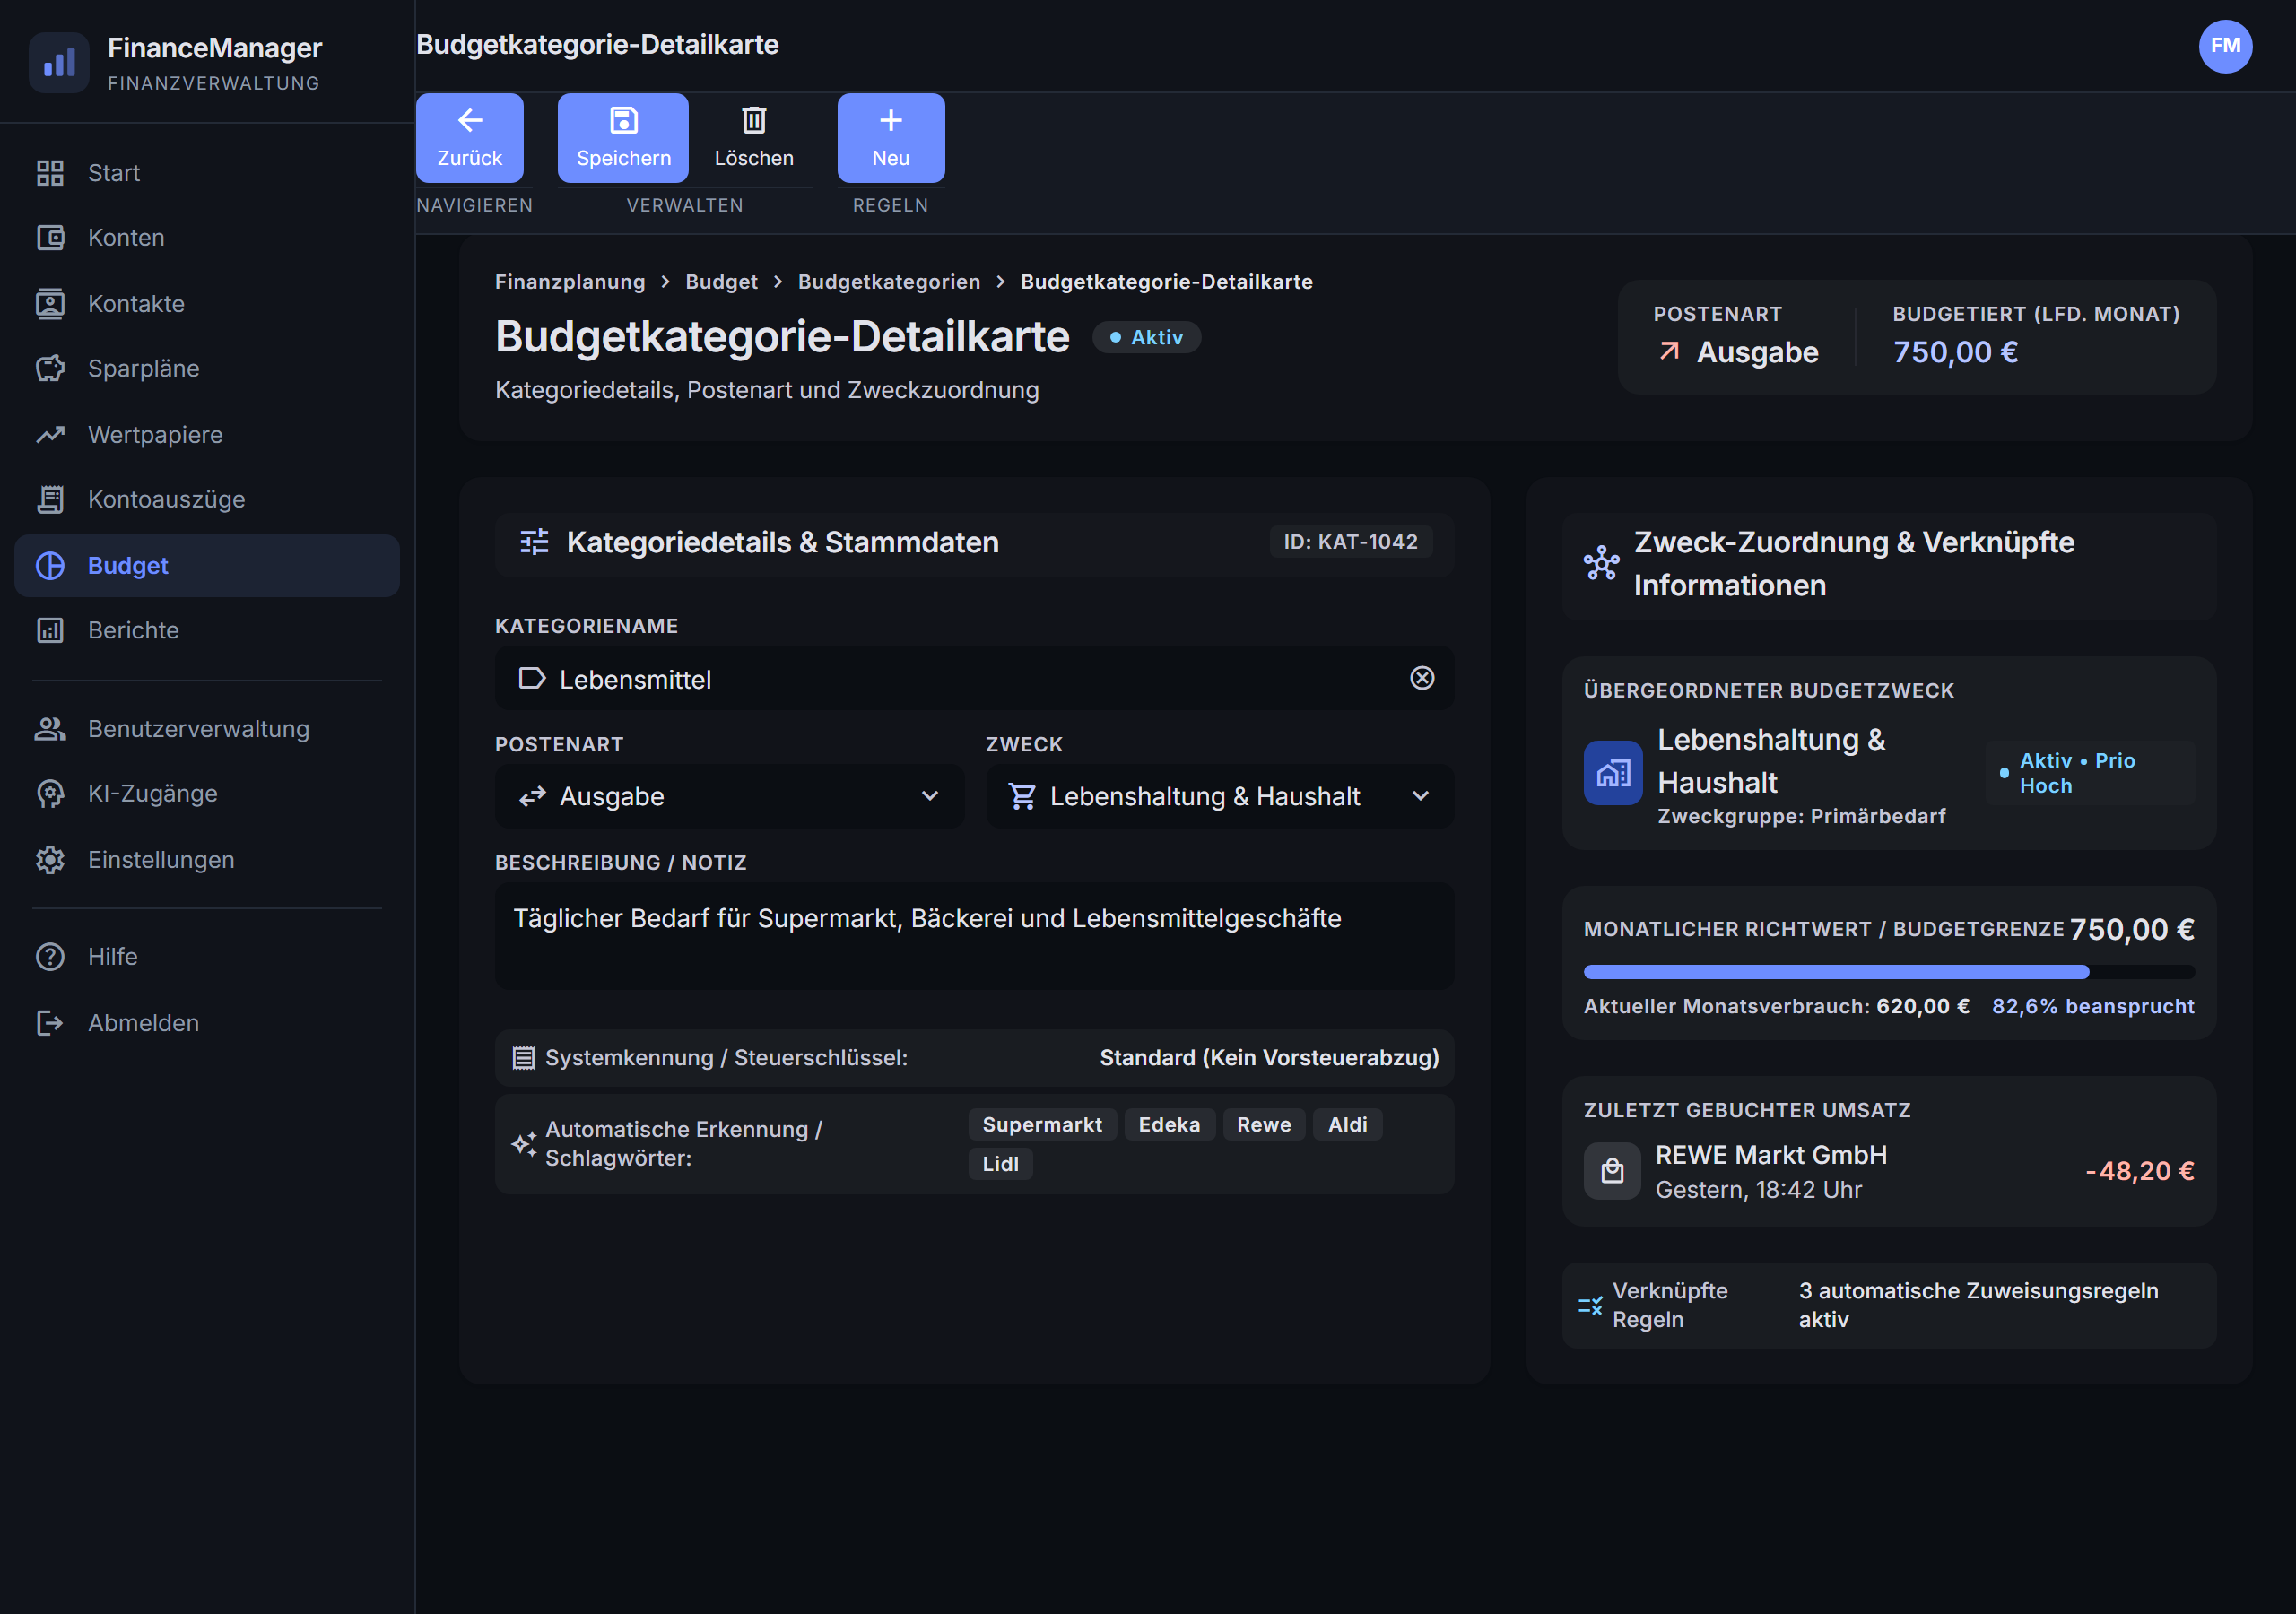 FinanceManager
FINANZVERWALTUNG
Start
Konten
Kontakte
Sparpläne
Wertpapiere
Kontoauszüge
Budget
Berichte
Benutzerverwaltung
KI-Zugänge
Einstellungen
Hilfe
Abmelden
Budgetkategorie-Detailkarte
FM
Zurück
Speichern
Löschen
Neu
NAVIGIEREN
VERWALTEN
REGELN
Finanzplanung > Budget > Budgetkategorien > Budgetkategorie-Detailkarte
Budgetkategorie-Detailkarte
Aktiv
Kategoriedetails, Postenart und Zweckzuordnung
POSTENART
Ausgabe
BUDGETIERT (LFD. MONAT)
750,00 €
Kategoriedetails & Stammdaten
ID: KAT-1042
KATEGORIENAME
Lebensmittel
POSTENART
Ausgabe
ZWECK
Lebenshaltung & Haushalt
BESCHREIBUNG / NOTIZ
Täglicher Bedarf für Supermarkt, Bäckerei und Lebensmittelgeschäfte
Systemkennung / Steuerschlüssel:
Standard (Kein Vorsteuerabzug)
Automatische Erkennung /
Schlagwörter:
Supermarkt Edeka Rewe Aldi
Lidl
Zweck-Zuordnung & Verknüpfte
Informationen
ÜBERGEORDNETER BUDGETZWECK
Lebenshaltung &
Haushalt
Zweckgruppe: Primärbedarf
Aktiv • Prio
Hoch
MONATLICHER RICHTWERT / BUDGETGRENZE 750,00 €
Aktueller Monatsverbrauch: 620,00 € 82,6% beansprucht
ZULETZT GEBUCHTER UMSATZ
REWE Markt GmbH
Gestern, 18:42 Uhr
-48,20 €
Verknüpfte
Regeln
3 automatische Zuweisungsregeln
aktiv